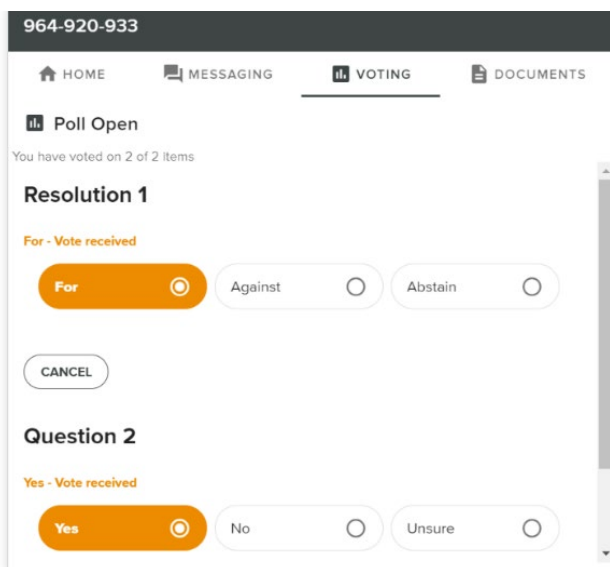 964-920-933
HOME MESSAGING VOTING DOCUMENTS
Poll Open
You have voted on 2 of 2 items
Resolution 1
For - Vote received
For Against Abstain
CANCEL
Question 2
Yes - Vote received
Yes No Unsure